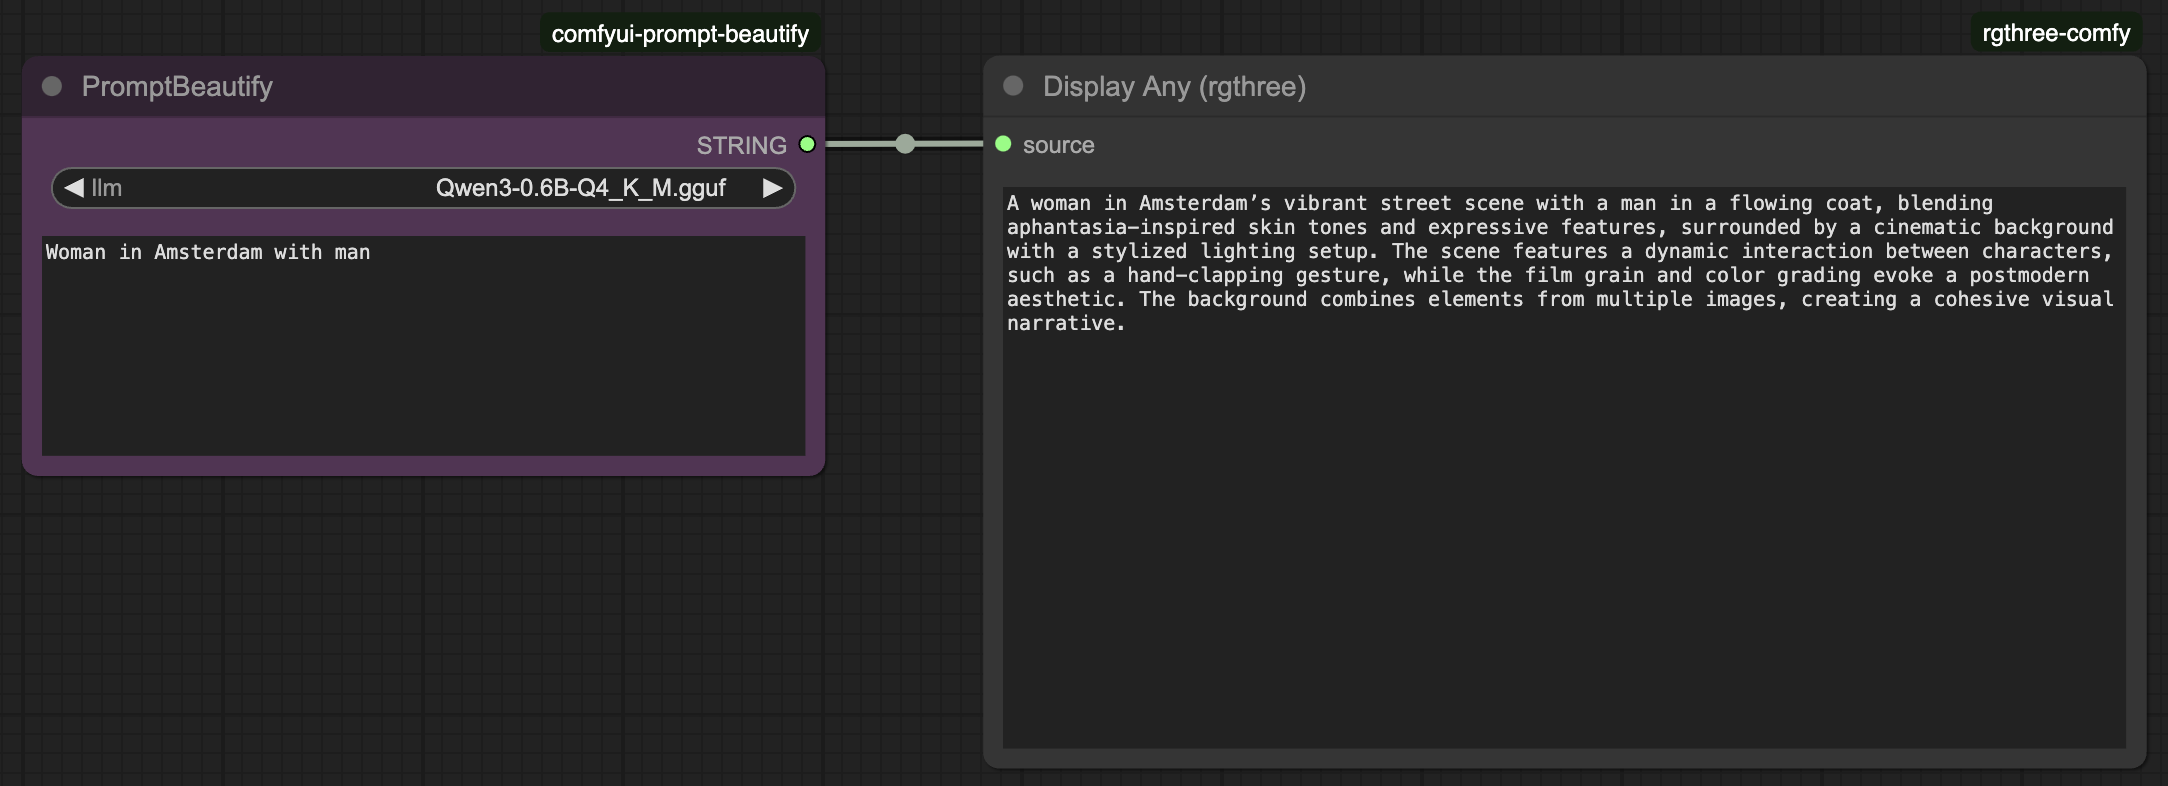 comfyui-prompt-beautify
PromptBeautify
STRING
llm Qwen3-0.6B-Q4_K_M.gguf
Woman in Amsterdam with man
rgthree-comfy
Display Any (rgthree)
source
A woman in Amsterdam’s vibrant street scene with a man in a flowing coat, blending
aphantasia-inspired skin tones and expressive features, surrounded by a cinematic background
with a stylized lighting setup. The scene features a dynamic interaction between characters,
such as a hand-clapping gesture, while the film grain and color grading evoke a postmodern
aesthetic. The background combines elements from multiple images, creating a cohesive visual
narrative.